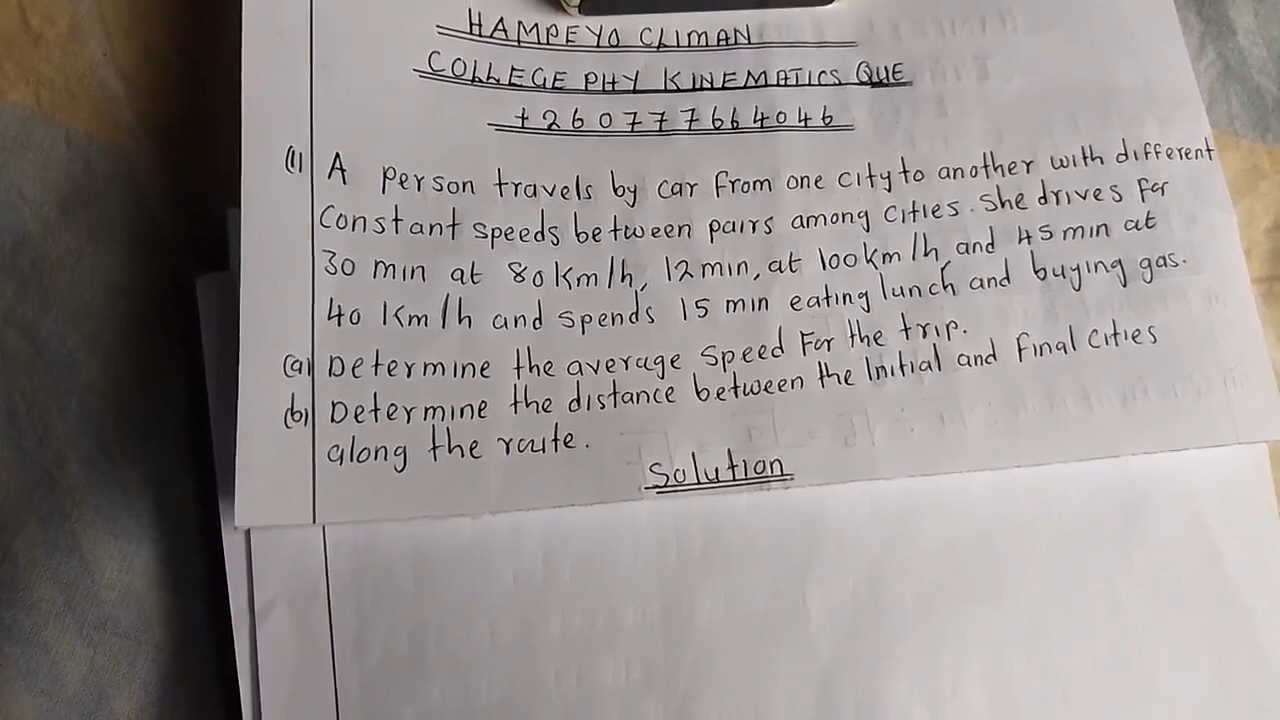 HAMPEYO CLIMAN
COLLEGE PHY KINEMATICS QUE
+260777664046
(1) A person travels by car from one city to another with different
constant speeds between pairs among cities. She drives for
30 min at 80 km/h, 12 min, at 100 km/h, and 45 min at
40 km/h and spends 15 min eating lunch and buying gas.
(a) Determine the average speed for the trip.
(b) Determine the distance between the initial and final cities
along the route.
Solution